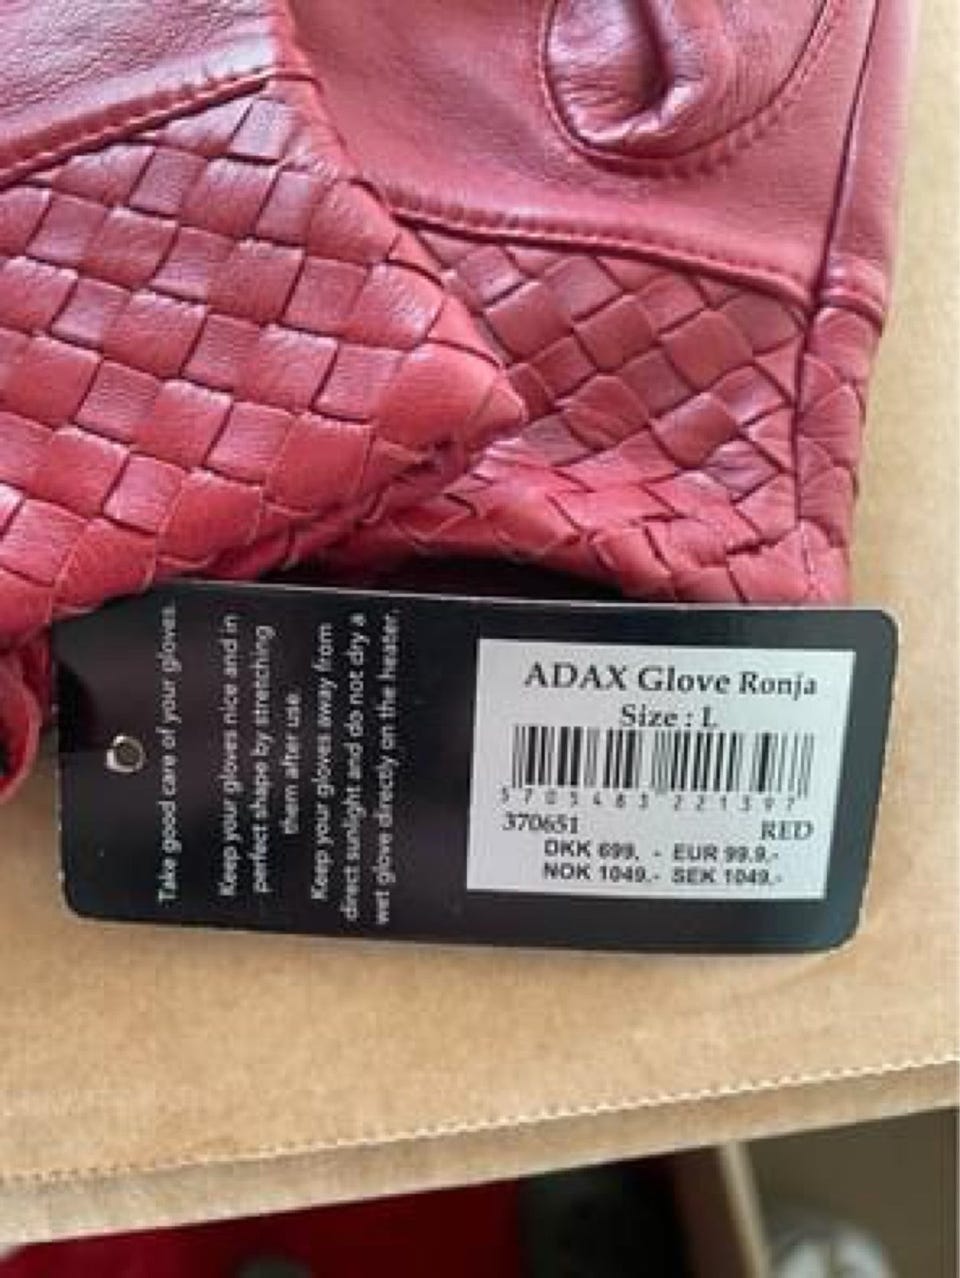 Take good care of your gloves.
Keep your gloves nice and in
perfect shape by stretching
them after use.
Keep your gloves away from
direct sunlight and do not dry a
wet glove directly on the heater.
ADAX Glove Ronja
Size : L
5705483221397
370651 RED
DKK 699. - EUR 99.9.-
NOK 1049.- SEK 1049.-